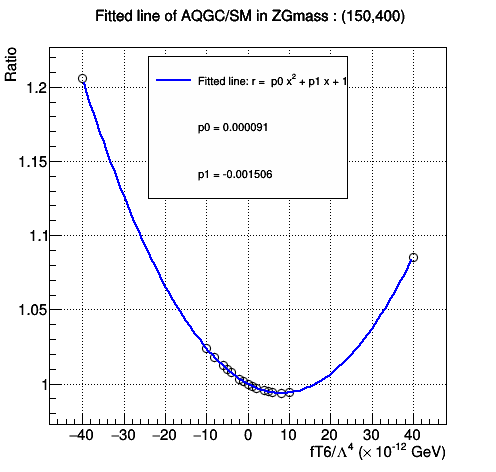 Fitted line of AQGC/SM in ZGmass : (150,400)
Ratio
Fitted line: r = p0 x² + p1 x + 1
p0 = 0.000091
p1 = -0.001506
1.2
1.15
1.1
1.05
1
−40 −30 −20 −10 0 10 20 30 40
fT6/Λ⁴ (× 10⁻¹² GeV)